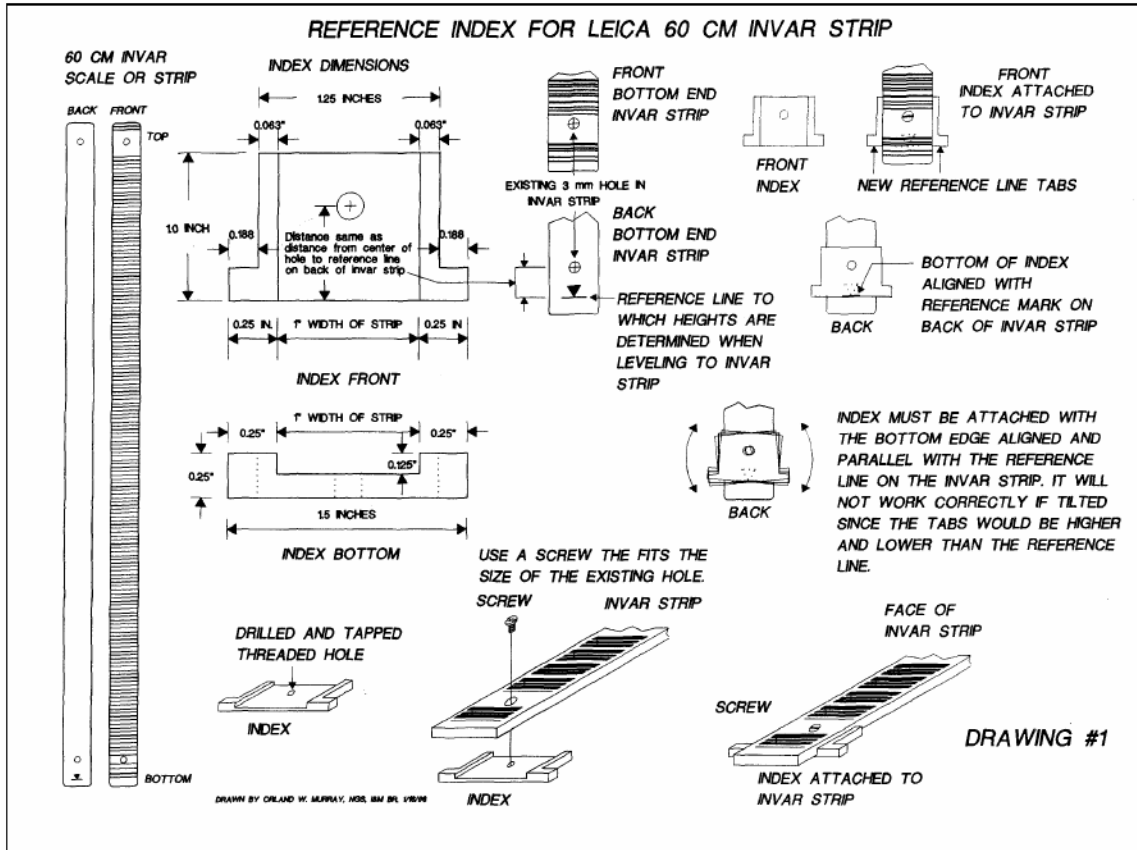 REFERENCE INDEX FOR LEICA 60 CM INVAR STRIP
60 CM INVAR
SCALE OR STRIP
BACK
FRONT
TOP
BOTTOM
INDEX DIMENSIONS
1.25 INCHES
0.063"
0.063"
1.0 INCH
0.188
0.188
Distance same as
distance from center of
hole to reference line
on back of invar strip
0.25 IN.
1" WIDTH OF STRIP
0.25 IN
INDEX FRONT
1" WIDTH OF STRIP
0.25"
0.25"
0.25"
0.125"
1.5 INCHES
INDEX BOTTOM
FRONT
BOTTOM END
INVAR STRIP
EXISTING 3 mm HOLE IN
INVAR STRIP
BACK
BOTTOM END
INVAR STRIP
REFERENCE LINE TO
WHICH HEIGHTS ARE
DETERMINED WHEN
LEVELING TO INVAR
STRIP
FRONT
INDEX
FRONT
INDEX ATTACHED
TO INVAR STRIP
NEW REFERENCE LINE TABS
BACK
BOTTOM OF INDEX
ALIGNED WITH
REFERENCE MARK ON
BACK OF INVAR STRIP
BACK
INDEX MUST BE ATTACHED WITH
THE BOTTOM EDGE ALIGNED AND
PARALLEL WITH THE REFERENCE
LINE ON THE INVAR STRIP. IT WILL
NOT WORK CORRECTLY IF TILTED
SINCE THE TABS WOULD BE HIGHER
AND LOWER THAN THE REFERENCE
LINE.
USE A SCREW THE FITS THE
SIZE OF THE EXISTING HOLE.
SCREW
INVAR STRIP
DRILLED AND TAPPED
THREADED HOLE
INDEX
INDEX
FACE OF
INVAR STRIP
SCREW
INDEX ATTACHED TO
INVAR STRIP
DRAWING #1
DRAWN BY ORLAND W. MURRAY, NGS,